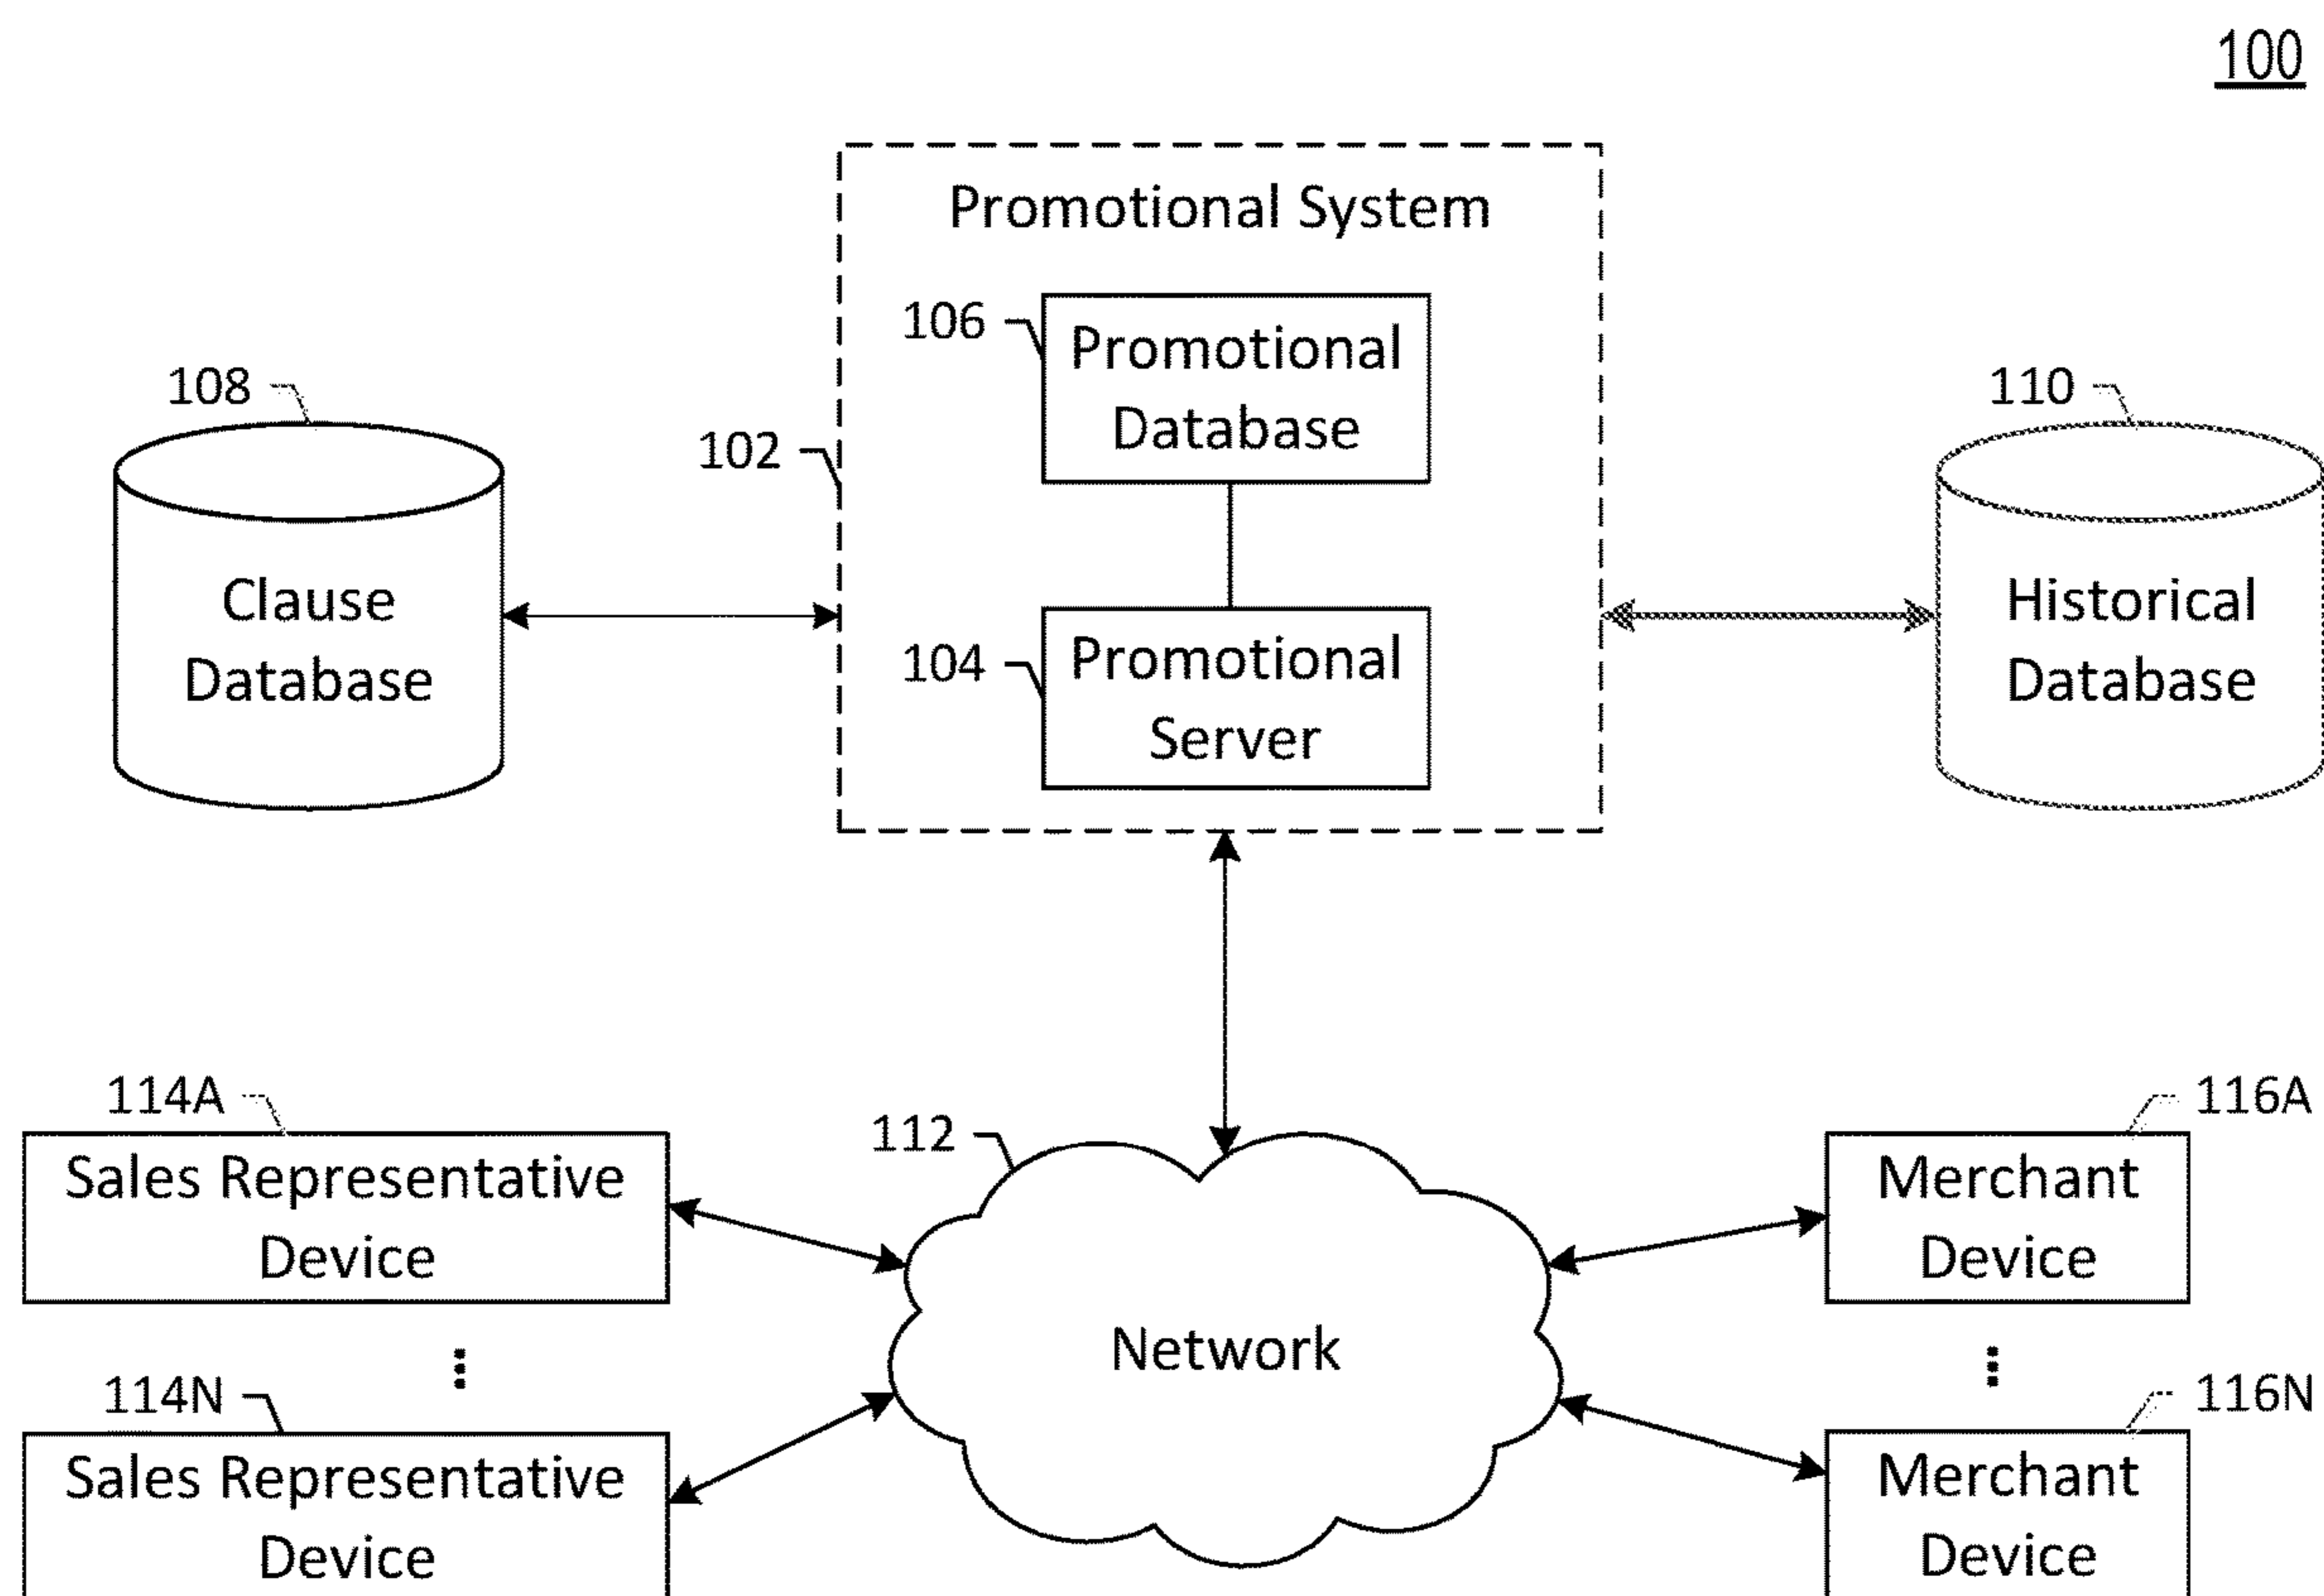 100
Promotional System
106
Promotional
Database
108
110
102
Clause
Database
Historical
Database
104
Promotional
Server
114A
116A
112
Sales Representative
Device
Merchant
Device
Network
114N
116N
Sales Representative
Device
Merchant
Device